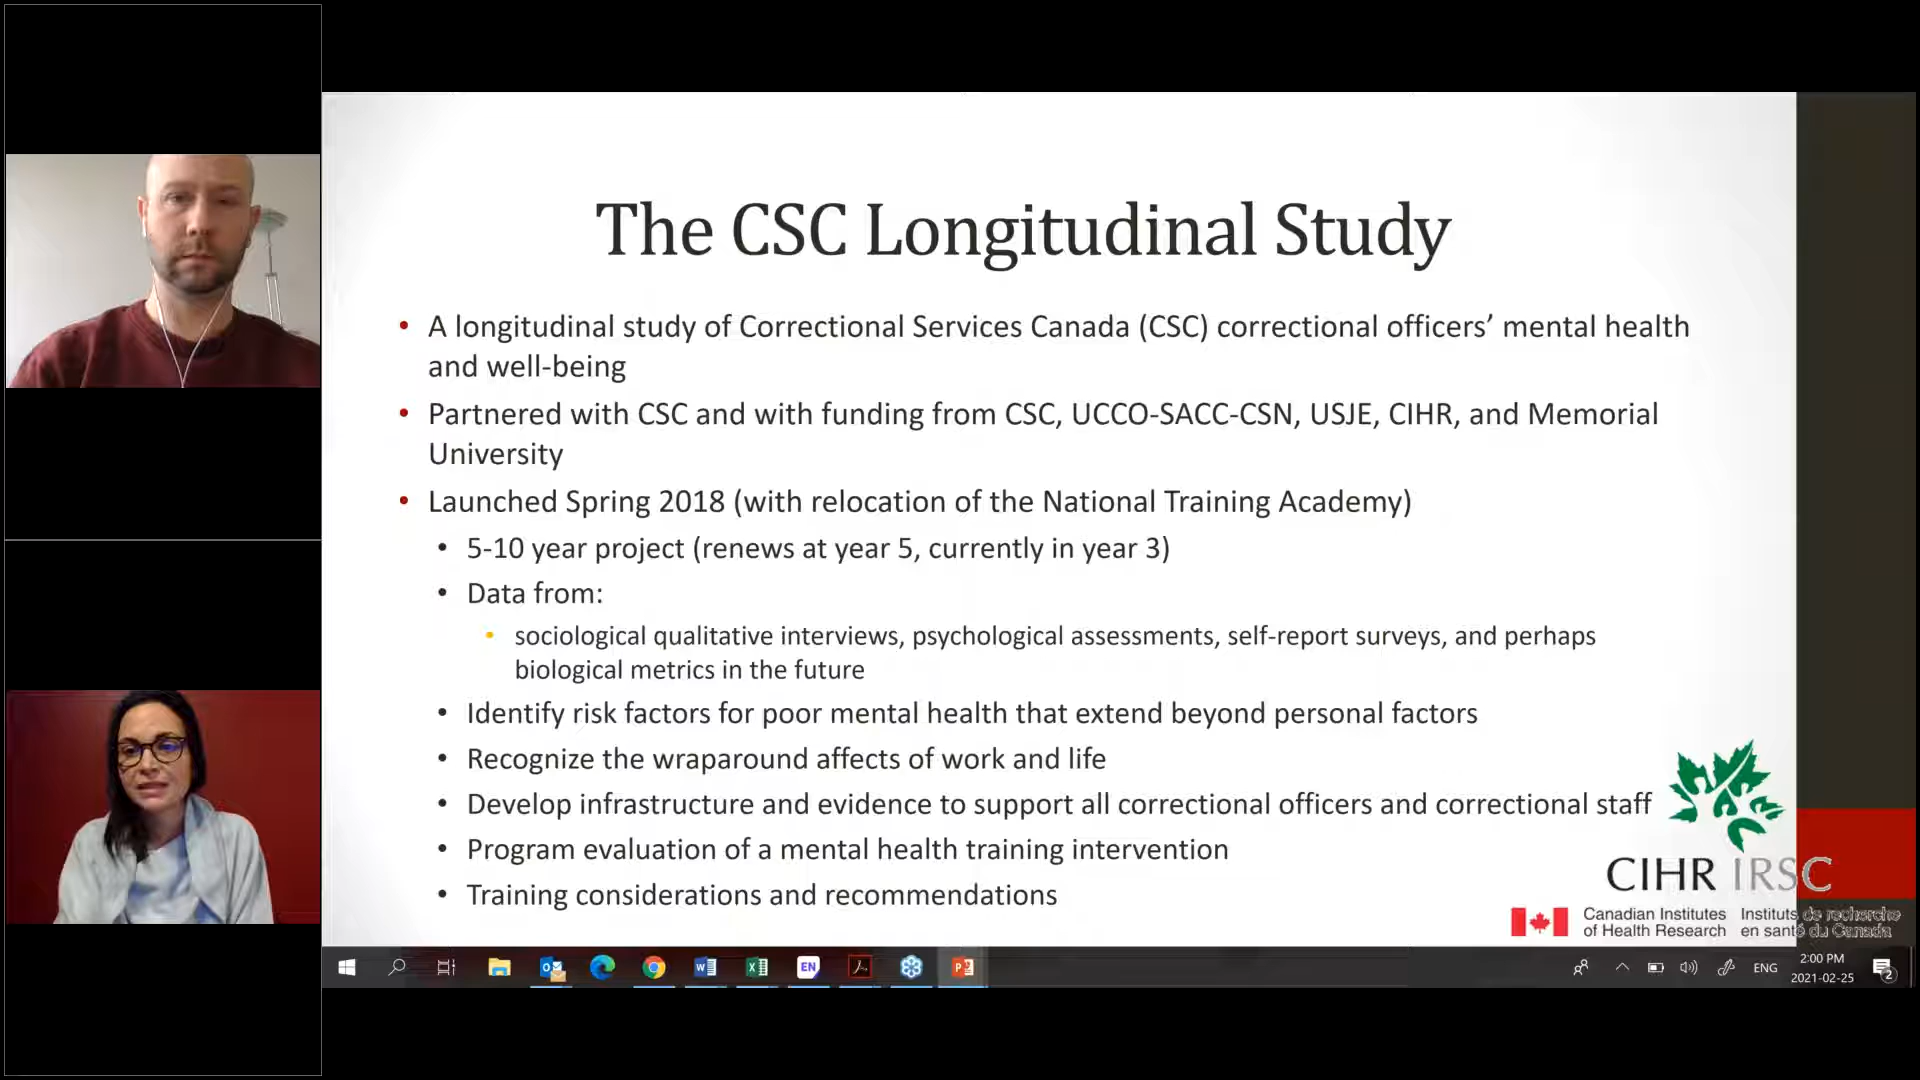 The CSC Longitudinal Study
• A longitudinal study of Correctional Services Canada (CSC) correctional officers’ mental health
and well-being
• Partnered with CSC and with funding from CSC, UCCO-SACC-CSN, USJE, CIHR, and Memorial
University
• Launched Spring 2018 (with relocation of the National Training Academy)
• 5-10 year project (renews at year 5, currently in year 3)
• Data from:
• sociological qualitative interviews, psychological assessments, self-report surveys, and perhaps
biological metrics in the future
• Identify risk factors for poor mental health that extend beyond personal factors
• Recognize the wraparound affects of work and life
• Develop infrastructure and evidence to support all correctional officers and correctional staff
• Program evaluation of a mental health training intervention
• Training considerations and recommendations
CIHR IRSC
Canadian Institutes
of Health Research
Instituts de recherche
en santé du Canada
EN
ENG
2:00 PM
2021-02-25
2